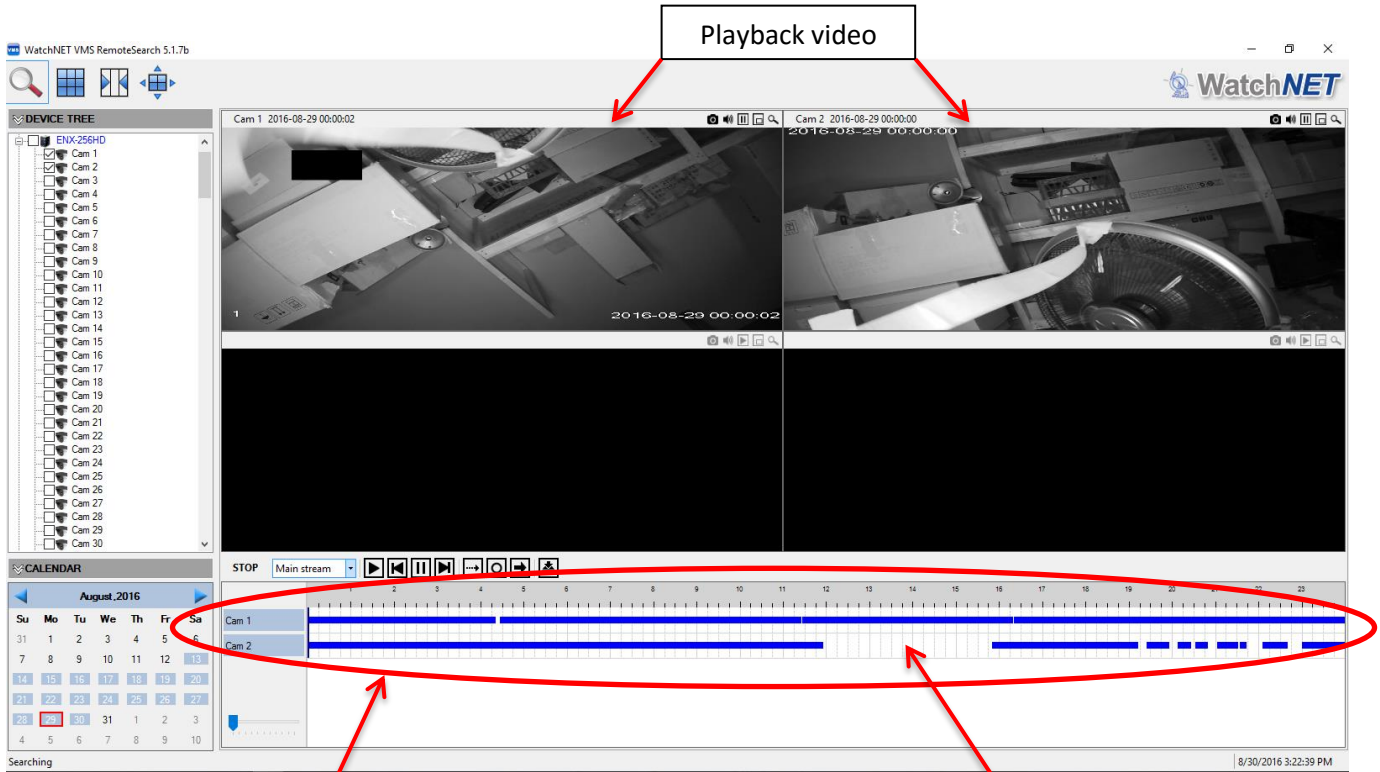 Playback video
WatchNET VMS RemoteSearch 5.1.7b
WatchNET
DEVICE TREE
ENX-256HD
Cam 1
Cam 2
Cam 3
Cam 4
Cam 5
Cam 6
Cam 7
Cam 8
Cam 9
Cam 10
Cam 11
Cam 12
Cam 13
Cam 14
Cam 15
Cam 16
Cam 17
Cam 18
Cam 19
Cam 20
Cam 21
Cam 22
Cam 23
Cam 24
Cam 25
Cam 26
Cam 27
Cam 28
Cam 29
Cam 30
Cam 1 2016-08-29 00:00:02
1
2016-08-29 00:00:02
Cam 2 2016-08-29 00:00:00
2016-08-29 00:00:00
CALENDAR
August,2016
Su Mo Tu We Th Fr Sa
31 1 2 3 4 5 6
7 8 9 10 11 12 13
14 15 16 17 18 19 20
21 22 23 24 25 26 27
28 29 30 31 1 2 3
4 5 6 7 8 9 10
STOP Main stream
1 2 3 4 5 6 7 8 9 10 11 12 13 14 15 16 17 18 19 20 21 22 23
Cam 1
Cam 2
Searching
8/30/2016 3:22:39 PM